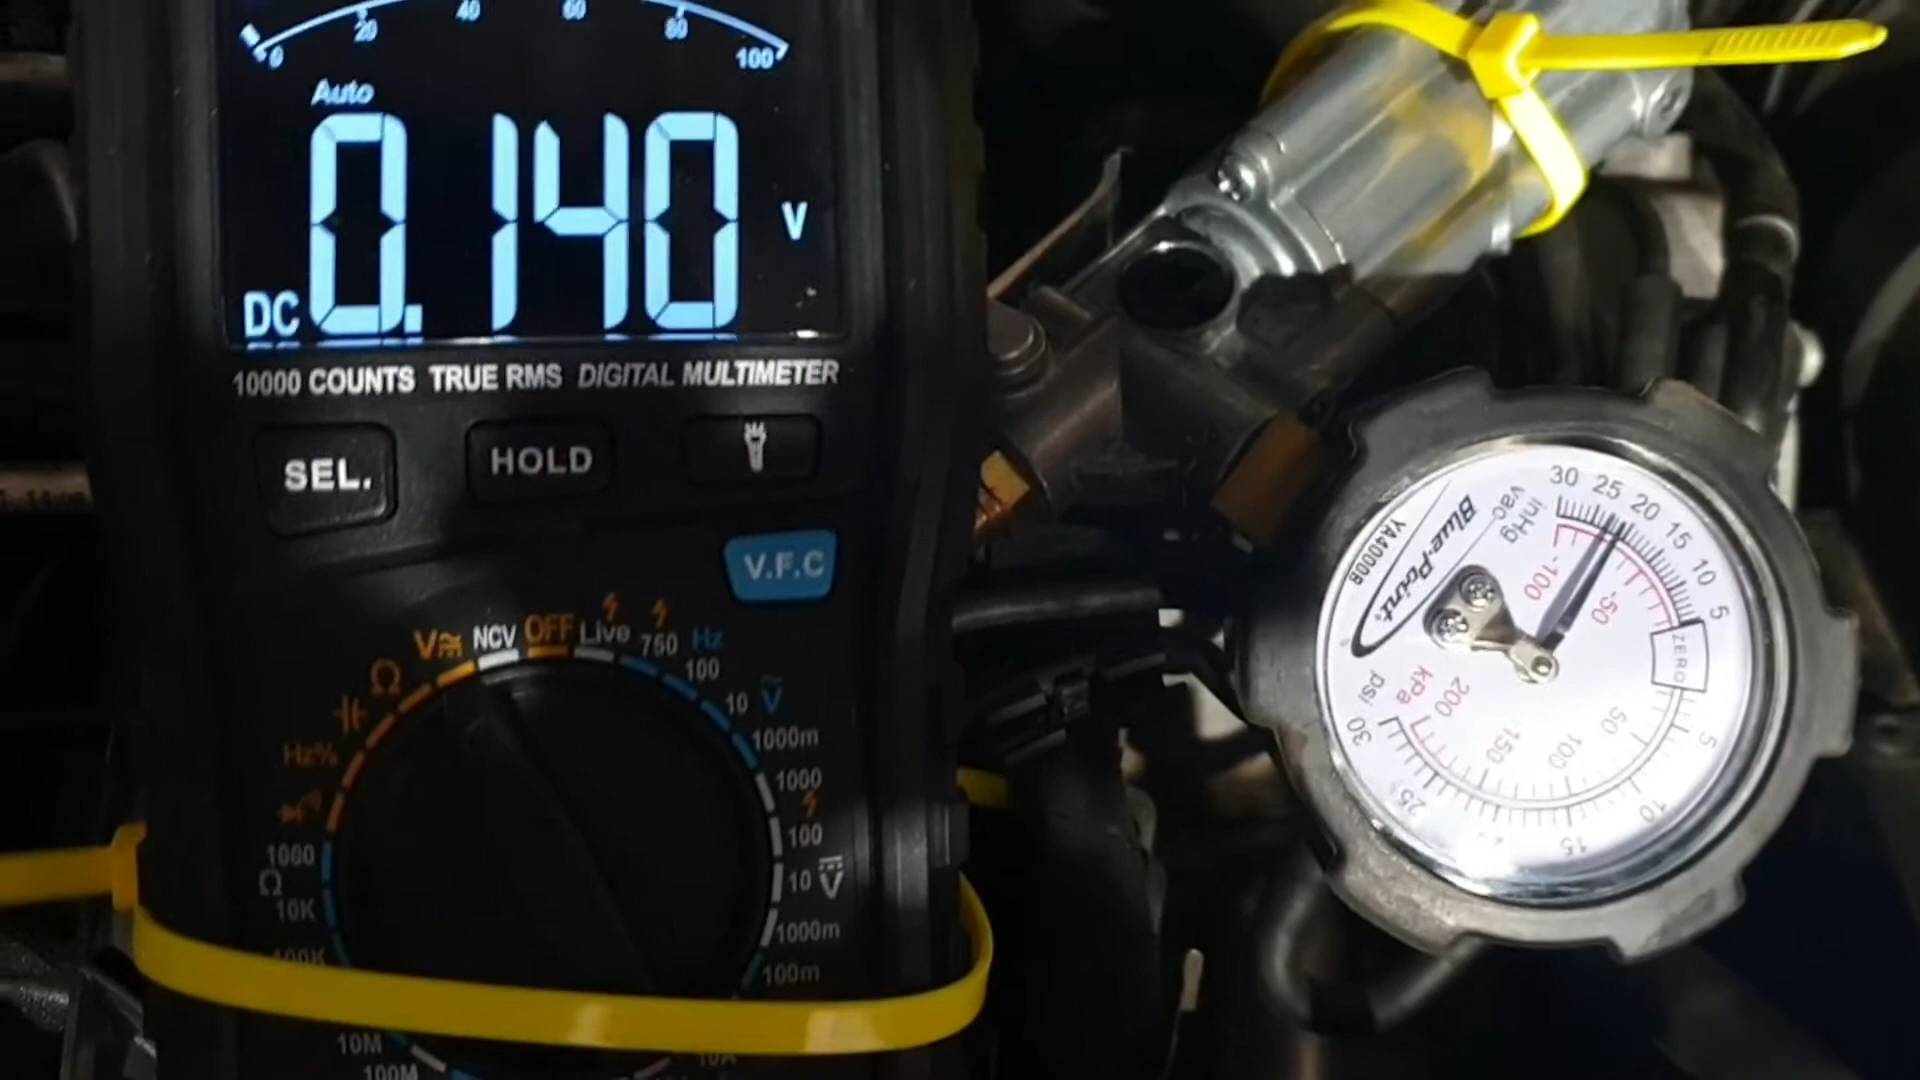 0 20 40 60 80 100
Auto
DC 0.140 V
10000 COUNTS TRUE RMS DIGITAL MULTIMETER
SEL. HOLD
V.F.C
Hz% Ω V NCV OFF Live 750 Hz
100
10 V
1000m
1000
100
10 V
1000m
100m
1000
Ω
10K
100K
10M
100M
10A
30 25 20 15 10 5
inHg
vac
-100 -50
ZERO
Blue-Point
YA4000B
psi
kPa
200 150 100 50
30 25 15 10 5